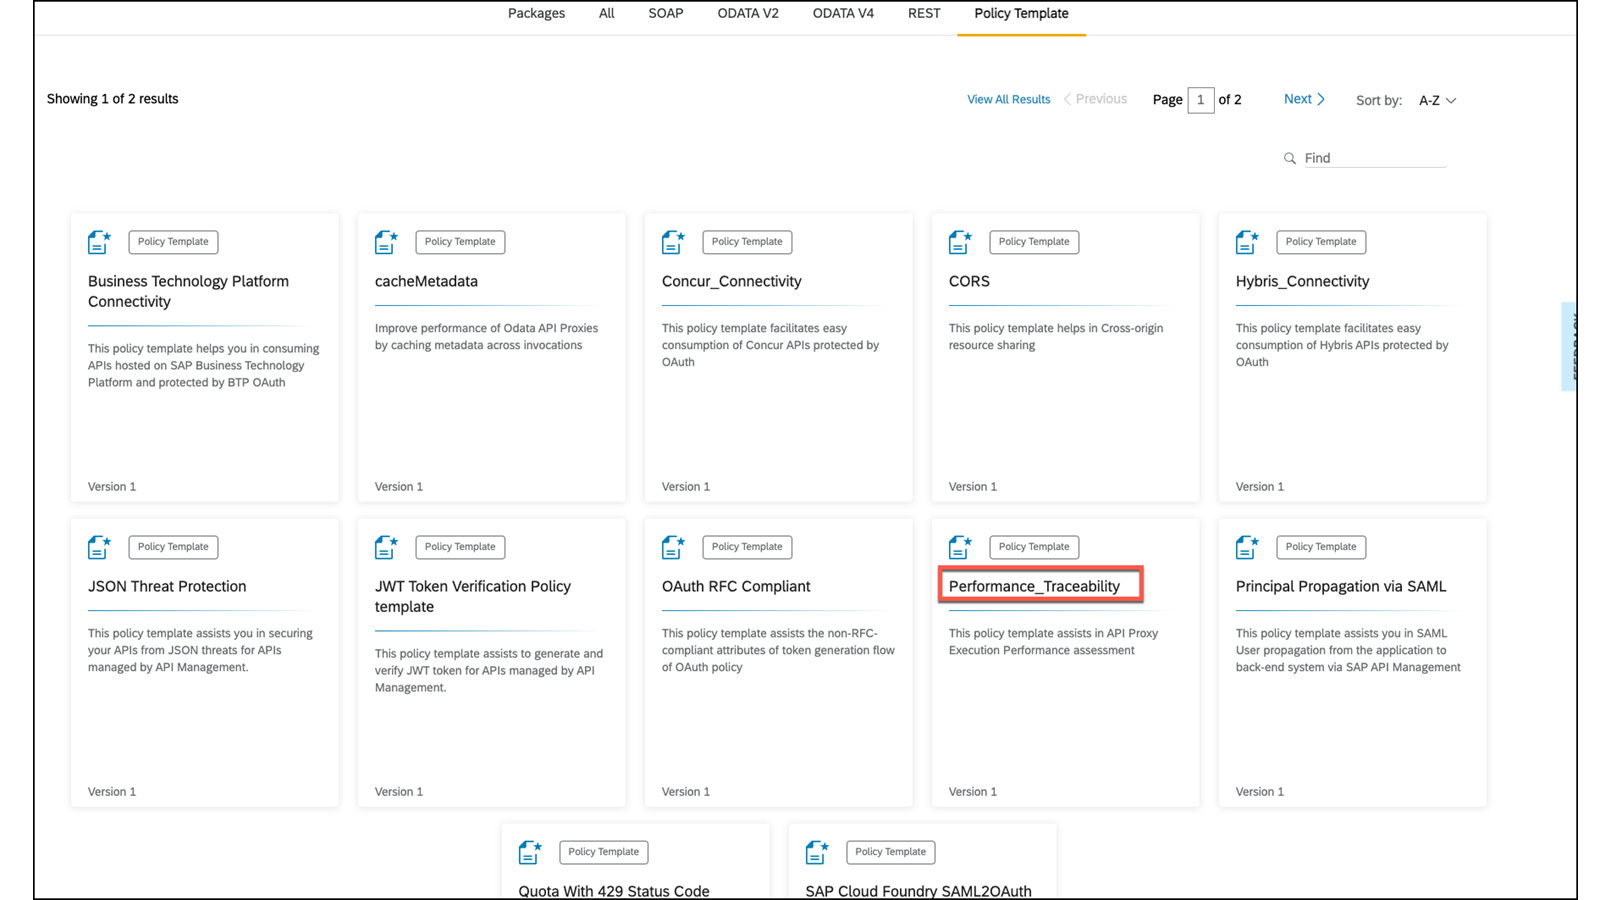 Packages All SOAP ODATA V2 ODATA V4 REST Policy Template
Showing 1 of 2 results
View All Results Previous Page 1 of 2 Next Sort by: A-Z
Find
Policy Template
Business Technology Platform
Connectivity
This policy template helps you in consuming
APIs hosted on SAP Business Technology
Platform and protected by BTP OAuth
Version 1
Policy Template
cacheMetadata
Improve performance of Odata API Proxies
by caching metadata across invocations
Version 1
Policy Template
Concur_Connectivity
This policy template facilitates easy
consumption of Concur APIs protected by
OAuth
Version 1
Policy Template
CORS
This policy template helps in Cross-origin
resource sharing
Version 1
Policy Template
Hybris_Connectivity
This policy template facilitates easy
consumption of Hybris APIs protected by
OAuth
Version 1
FEEDBACK
Policy Template
JSON Threat Protection
This policy template assists you in securing
your APIs from JSON threats for APIs
managed by API Management.
Version 1
Policy Template
JWT Token Verification Policy
template
This policy template assists to generate and
verify JWT token for APIs managed by API
Management.
Version 1
Policy Template
OAuth RFC Compliant
This policy template assists the non-RFC-
compliant attributes of token generation flow
of OAuth policy
Version 1
Policy Template
Performance_Traceability
This policy template assists in API Proxy
Execution Performance assessment
Version 1
Policy Template
Principal Propagation via SAML
This policy template assists you in SAML
User propagation from the application to
back-end system via SAP API Management
Version 1
Policy Template
Quota With 429 Status Code
Policy Template
SAP Cloud Foundry SAML2OAuth